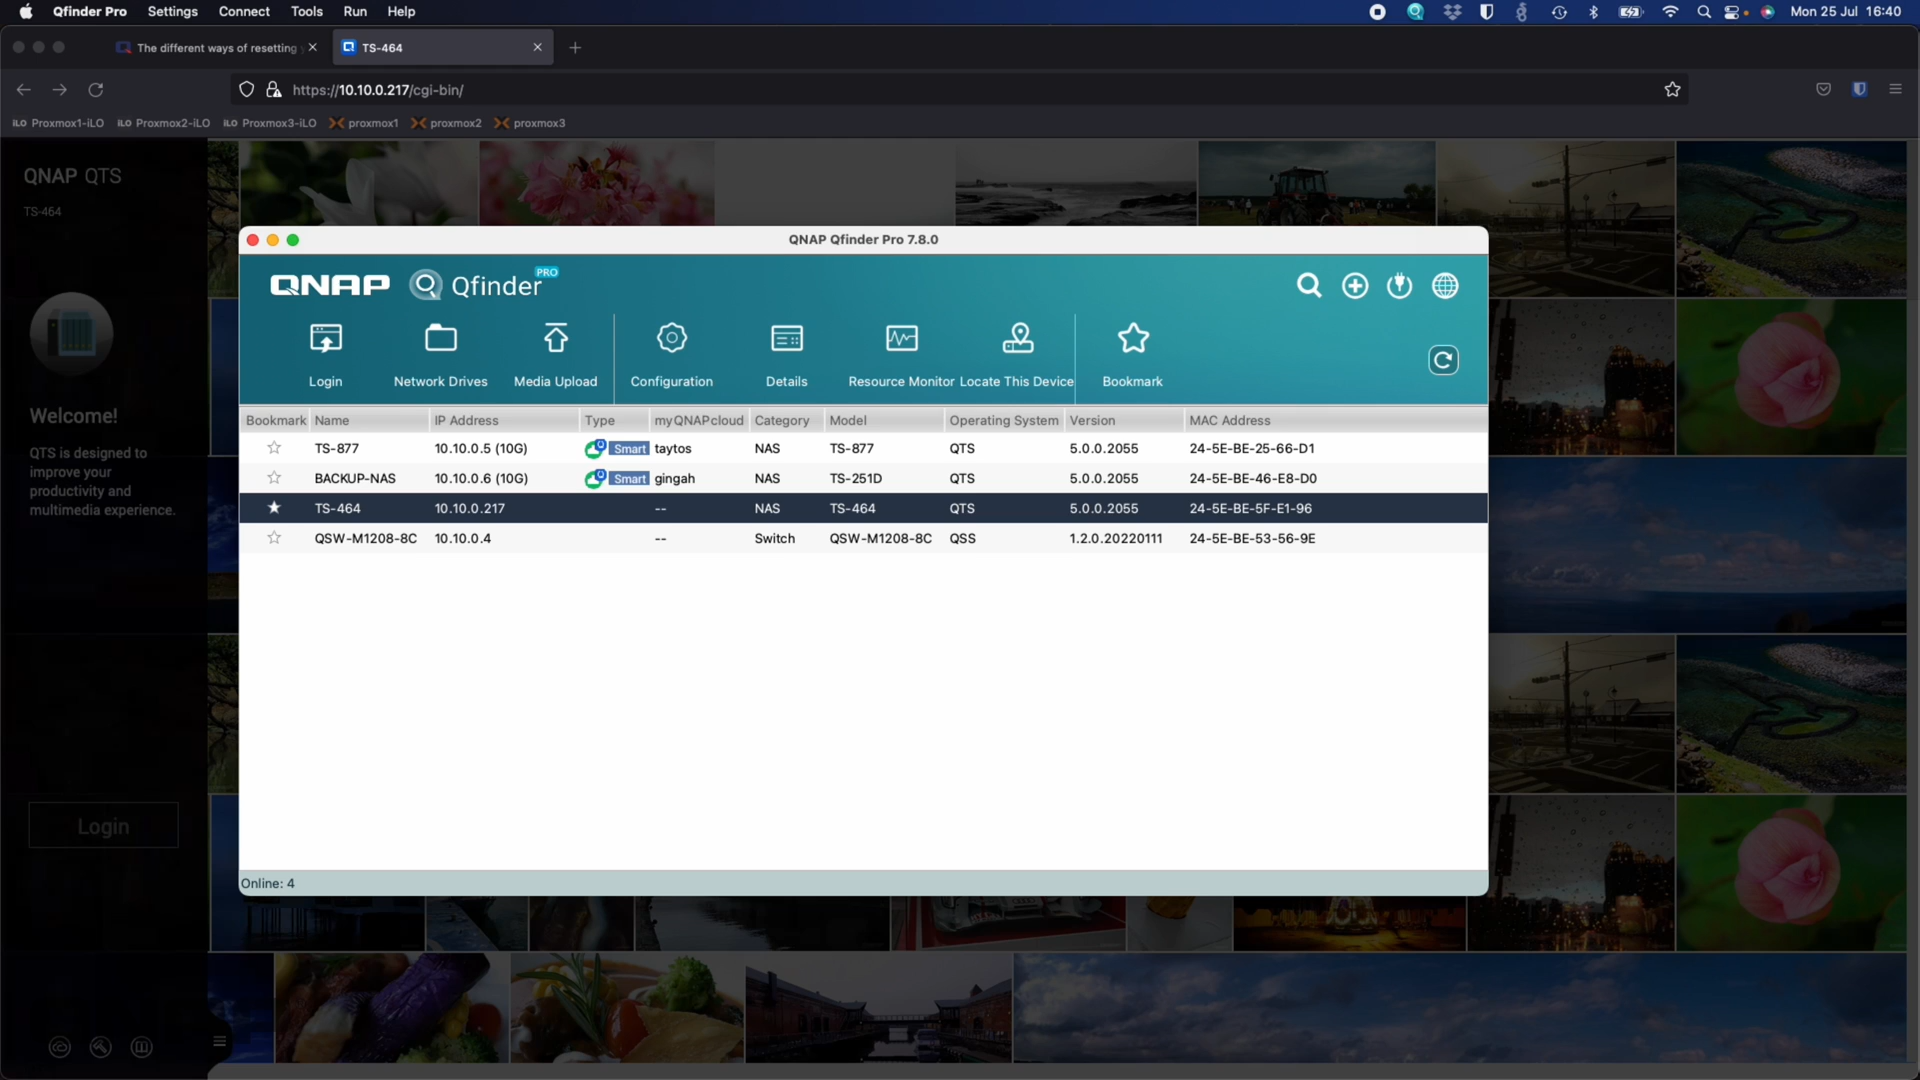 Qfinder Pro Settings Connect Tools Run Help Mon 25 Jul 16:40
The different ways of resetting TS-464
https://10.10.0.217/cgi-bin/
iLO Proxmox1-iLO iLO Proxmox2-iLO iLO Proxmox3-iLO proxmox1 proxmox2 proxmox3
QNAP QTS
TS-464
Welcome!
QTS is designed to
improve your
productivity and
multimedia experience.
Login
QNAP Qfinder Pro 7.8.0
QNAP Qfinder PRO
Login Network Drives Media Upload Configuration Details Resource Monitor Locate This Device Bookmark
Bookmark Name IP Address Type myQNAPcloud Category Model Operating System Version MAC Address
TS-877 10.10.0.5 (10G) Smart taytos NAS TS-877 QTS 5.0.0.2055 24-5E-BE-25-66-D1
BACKUP-NAS 10.10.0.6 (10G) Smart gingah NAS TS-251D QTS 5.0.0.2055 24-5E-BE-46-E8-D0
TS-464 10.10.0.217 -- NAS TS-464 QTS 5.0.0.2055 24-5E-BE-5F-E1-96
QSW-M1208-8C 10.10.0.4 -- Switch QSW-M1208-8C QSS 1.2.0.20220111 24-5E-BE-53-56-9E
Online: 4